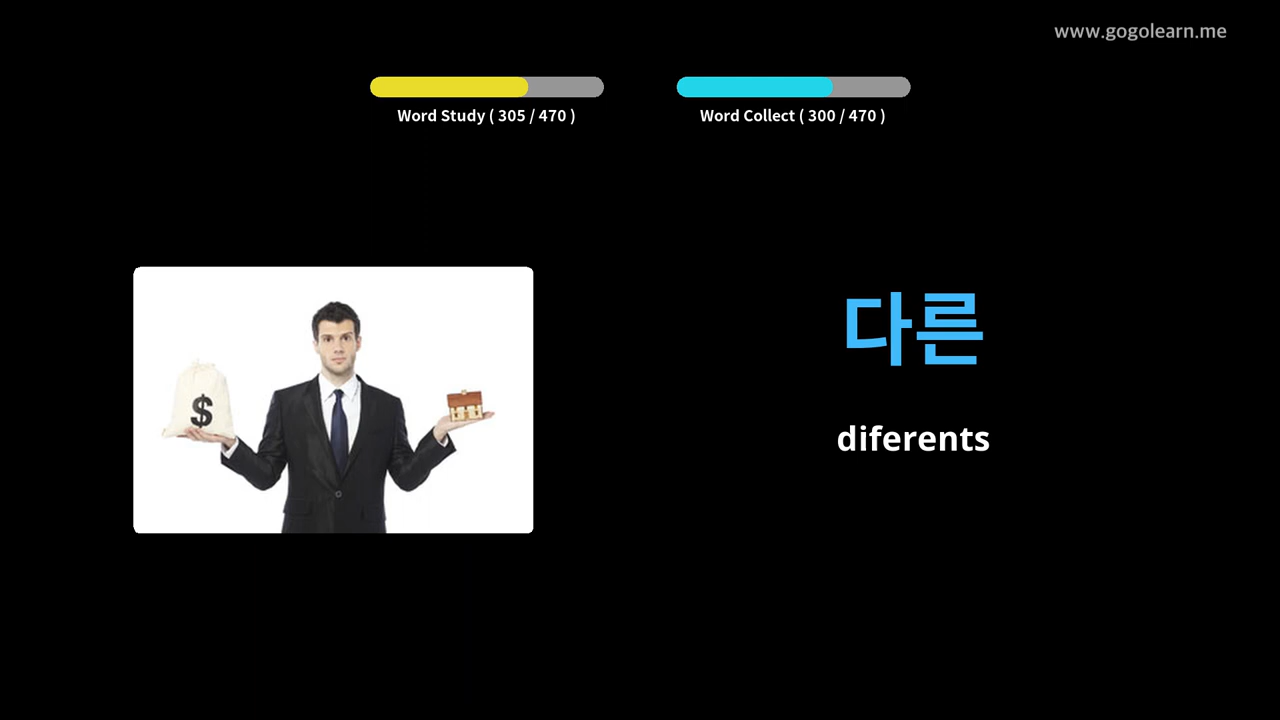 www.gogolearn.me
Word Study ( 305 / 470 )
Word Collect ( 300 / 470 )
다른
$
diferents